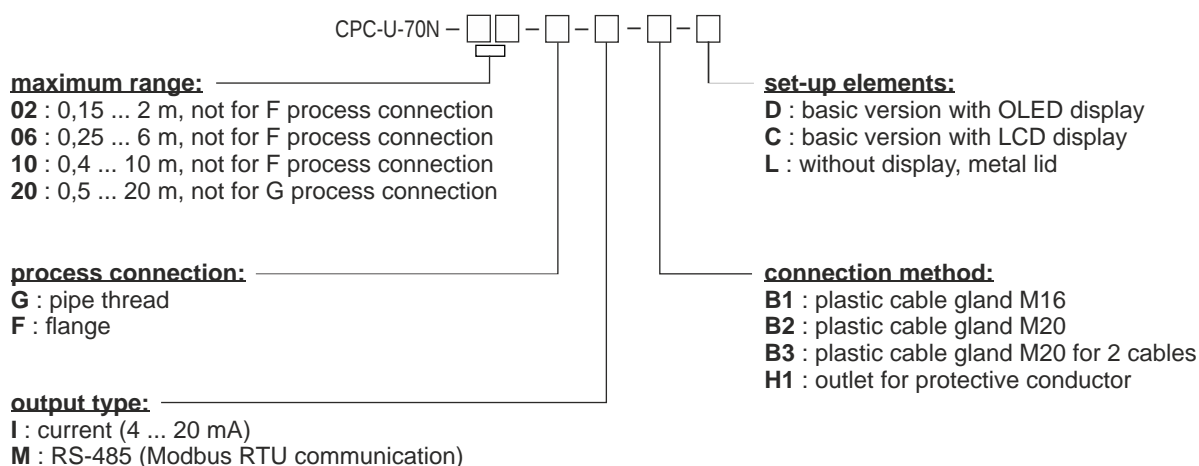 CPC-U-70N – – – – –
maximum range:
02 : 0,15 ... 2 m, not for F process connection
06 : 0,25 ... 6 m, not for F process connection
10 : 0,4 ... 10 m, not for F process connection
20 : 0,5 ... 20 m, not for G process connection
process connection:
G : pipe thread
F : flange
output type:
I : current (4 ... 20 mA)
M : RS-485 (Modbus RTU communication)
set-up elements:
D : basic version with OLED display
C : basic version with LCD display
L : without display, metal lid
connection method:
B1 : plastic cable gland M16
B2 : plastic cable gland M20
B3 : plastic cable gland M20 for 2 cables
H1 : outlet for protective conductor